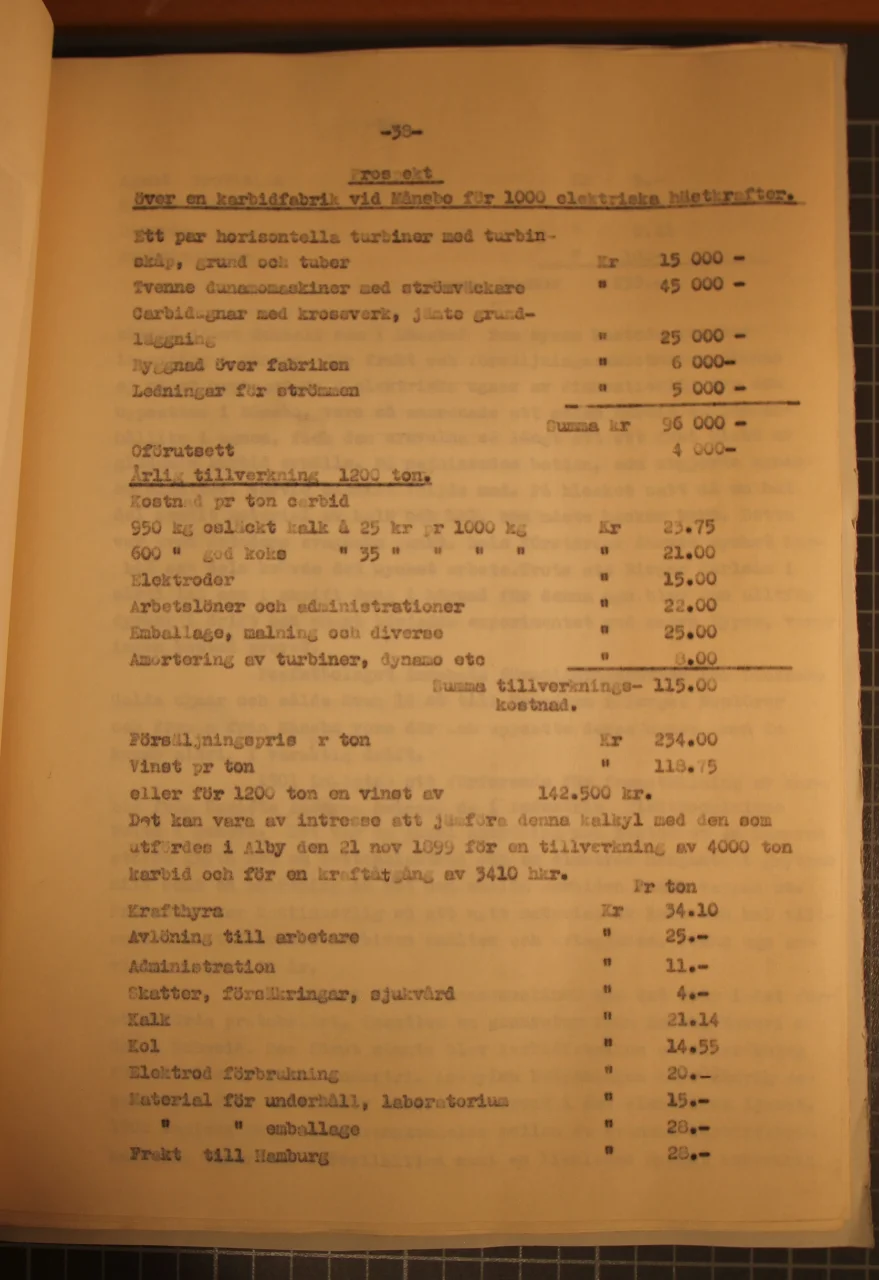 -38-
Prospekt
över en karbidfabrik vid Månsbo för 1000 elektriska hästkrafter.
Ett par horisontella turbiner med turbin-
skåp, grund och tuber Kr 15 000 -
Tvenne dunamomaskiner med strömväckare " 45 000 -
Carbidugnar med krossverk, jämte grund-
läggning " 25 000 -
Byggnad över fabriken " 6 000-
Ledningar för strömmen " 5 000 -
Summa kr 96 000 -
Oförutsett 4 000-
Årlig tillverkning 1200 ton.
Kostnad pr ton carbid
950 kg osläckt kalk à 25 kr pr 1000 kg Kr 23.75
600 " god koks " 35 " " " " " 21.00
Elektroder " 15.00
Arbetslöner och administrationer " 22.00
Emballage, malning och diverse " 25.00
Amortering av turbiner, dynamo etc " 8.00
Summa tillverknings- 115.00
kostnad.
Försäljningspris pr ton Kr 234.00
Vinst pr ton " 118.75
eller för 1200 ton en vinst av 142.500 kr.
Det kan vara av intresse att jämföra denna kalkyl med den som
utfördes i Alby den 21 nov 1899 för en tillverkning av 4000 ton
karbid och för en kraftåtgång av 3410 hkr.
Pr ton
Krafthyra Kr 34.10
Avlöning till arbetare " 25.-
Administration " 11.-
Skatter, försäkringar, sjukvård " 4.-
Kalk " 21.14
Kol " 14.55
Elektrod förbrukning " 20.-
Material för underhåll, laboratorium " 15.-
" " emballage " 28.-
Frakt till Hamburg " 28.-